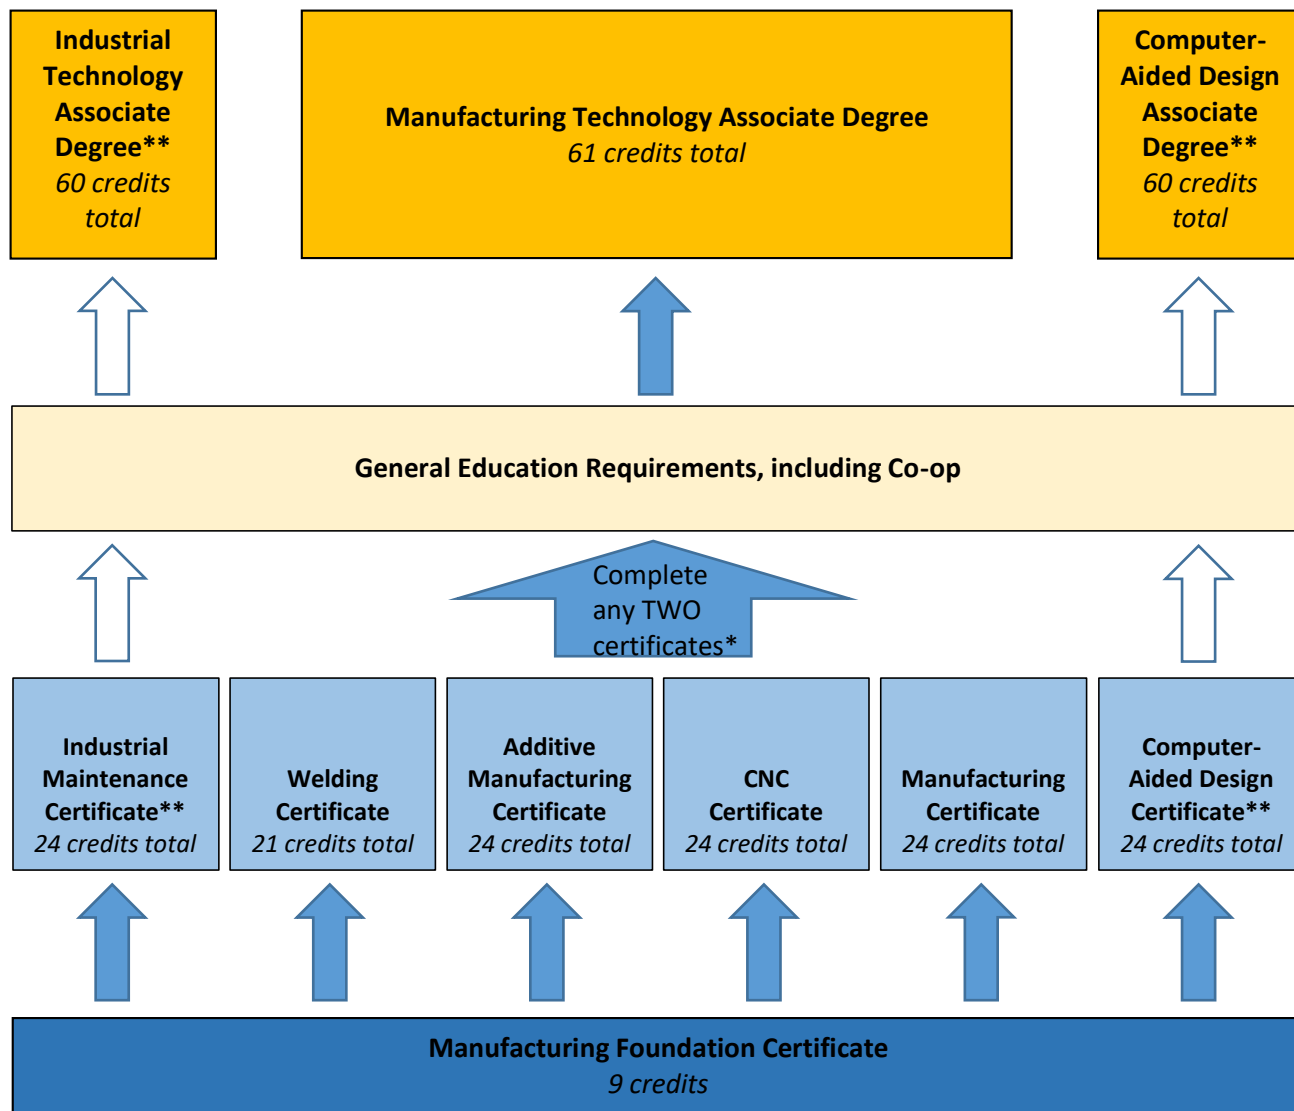 Industrial
Technology
Associate
Degree**
60 credits
total
Manufacturing Technology Associate Degree
61 credits total
Computer-
Aided Design
Associate
Degree**
60 credits
total
General Education Requirements, including Co-op
Complete
any TWO
certificates*
Industrial
Maintenance
Certificate**
24 credits total
Welding
Certificate
21 credits total
Additive
Manufacturing
Certificate
24 credits total
CNC
Certificate
24 credits total
Manufacturing
Certificate
24 credits total
Computer-
Aided Design
Certificate**
24 credits total
Manufacturing Foundation Certificate
9 credits